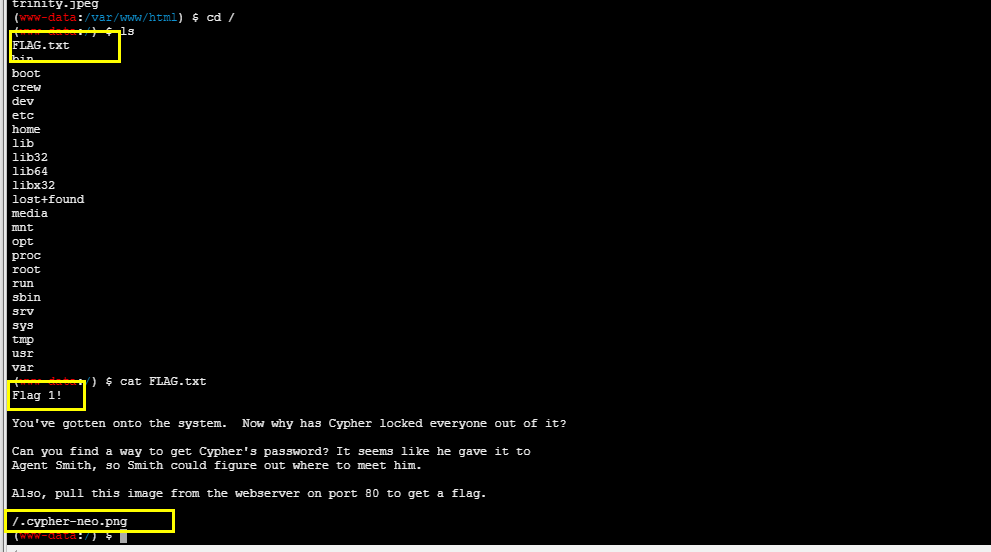 trinity.jpeg
(www-data:/var/www/html) $ cd /
(www-data:/) $ ls
FLAG.txt
bin
boot
crew
dev
etc
home
lib
lib32
lib64
libx32
lost+found
media
mnt
opt
proc
root
run
sbin
srv
sys
tmp
usr
var
(www-data:/) $ cat FLAG.txt
Flag 1!
You've gotten onto the system.  Now why has Cypher locked everyone out of it?
Can you find a way to get Cypher's password? It seems like he gave it to
Agent Smith, so Smith could figure out where to meet him.
Also, pull this image from the webserver on port 80 to get a flag.
/.cypher-neo.png
(www-data:/) $